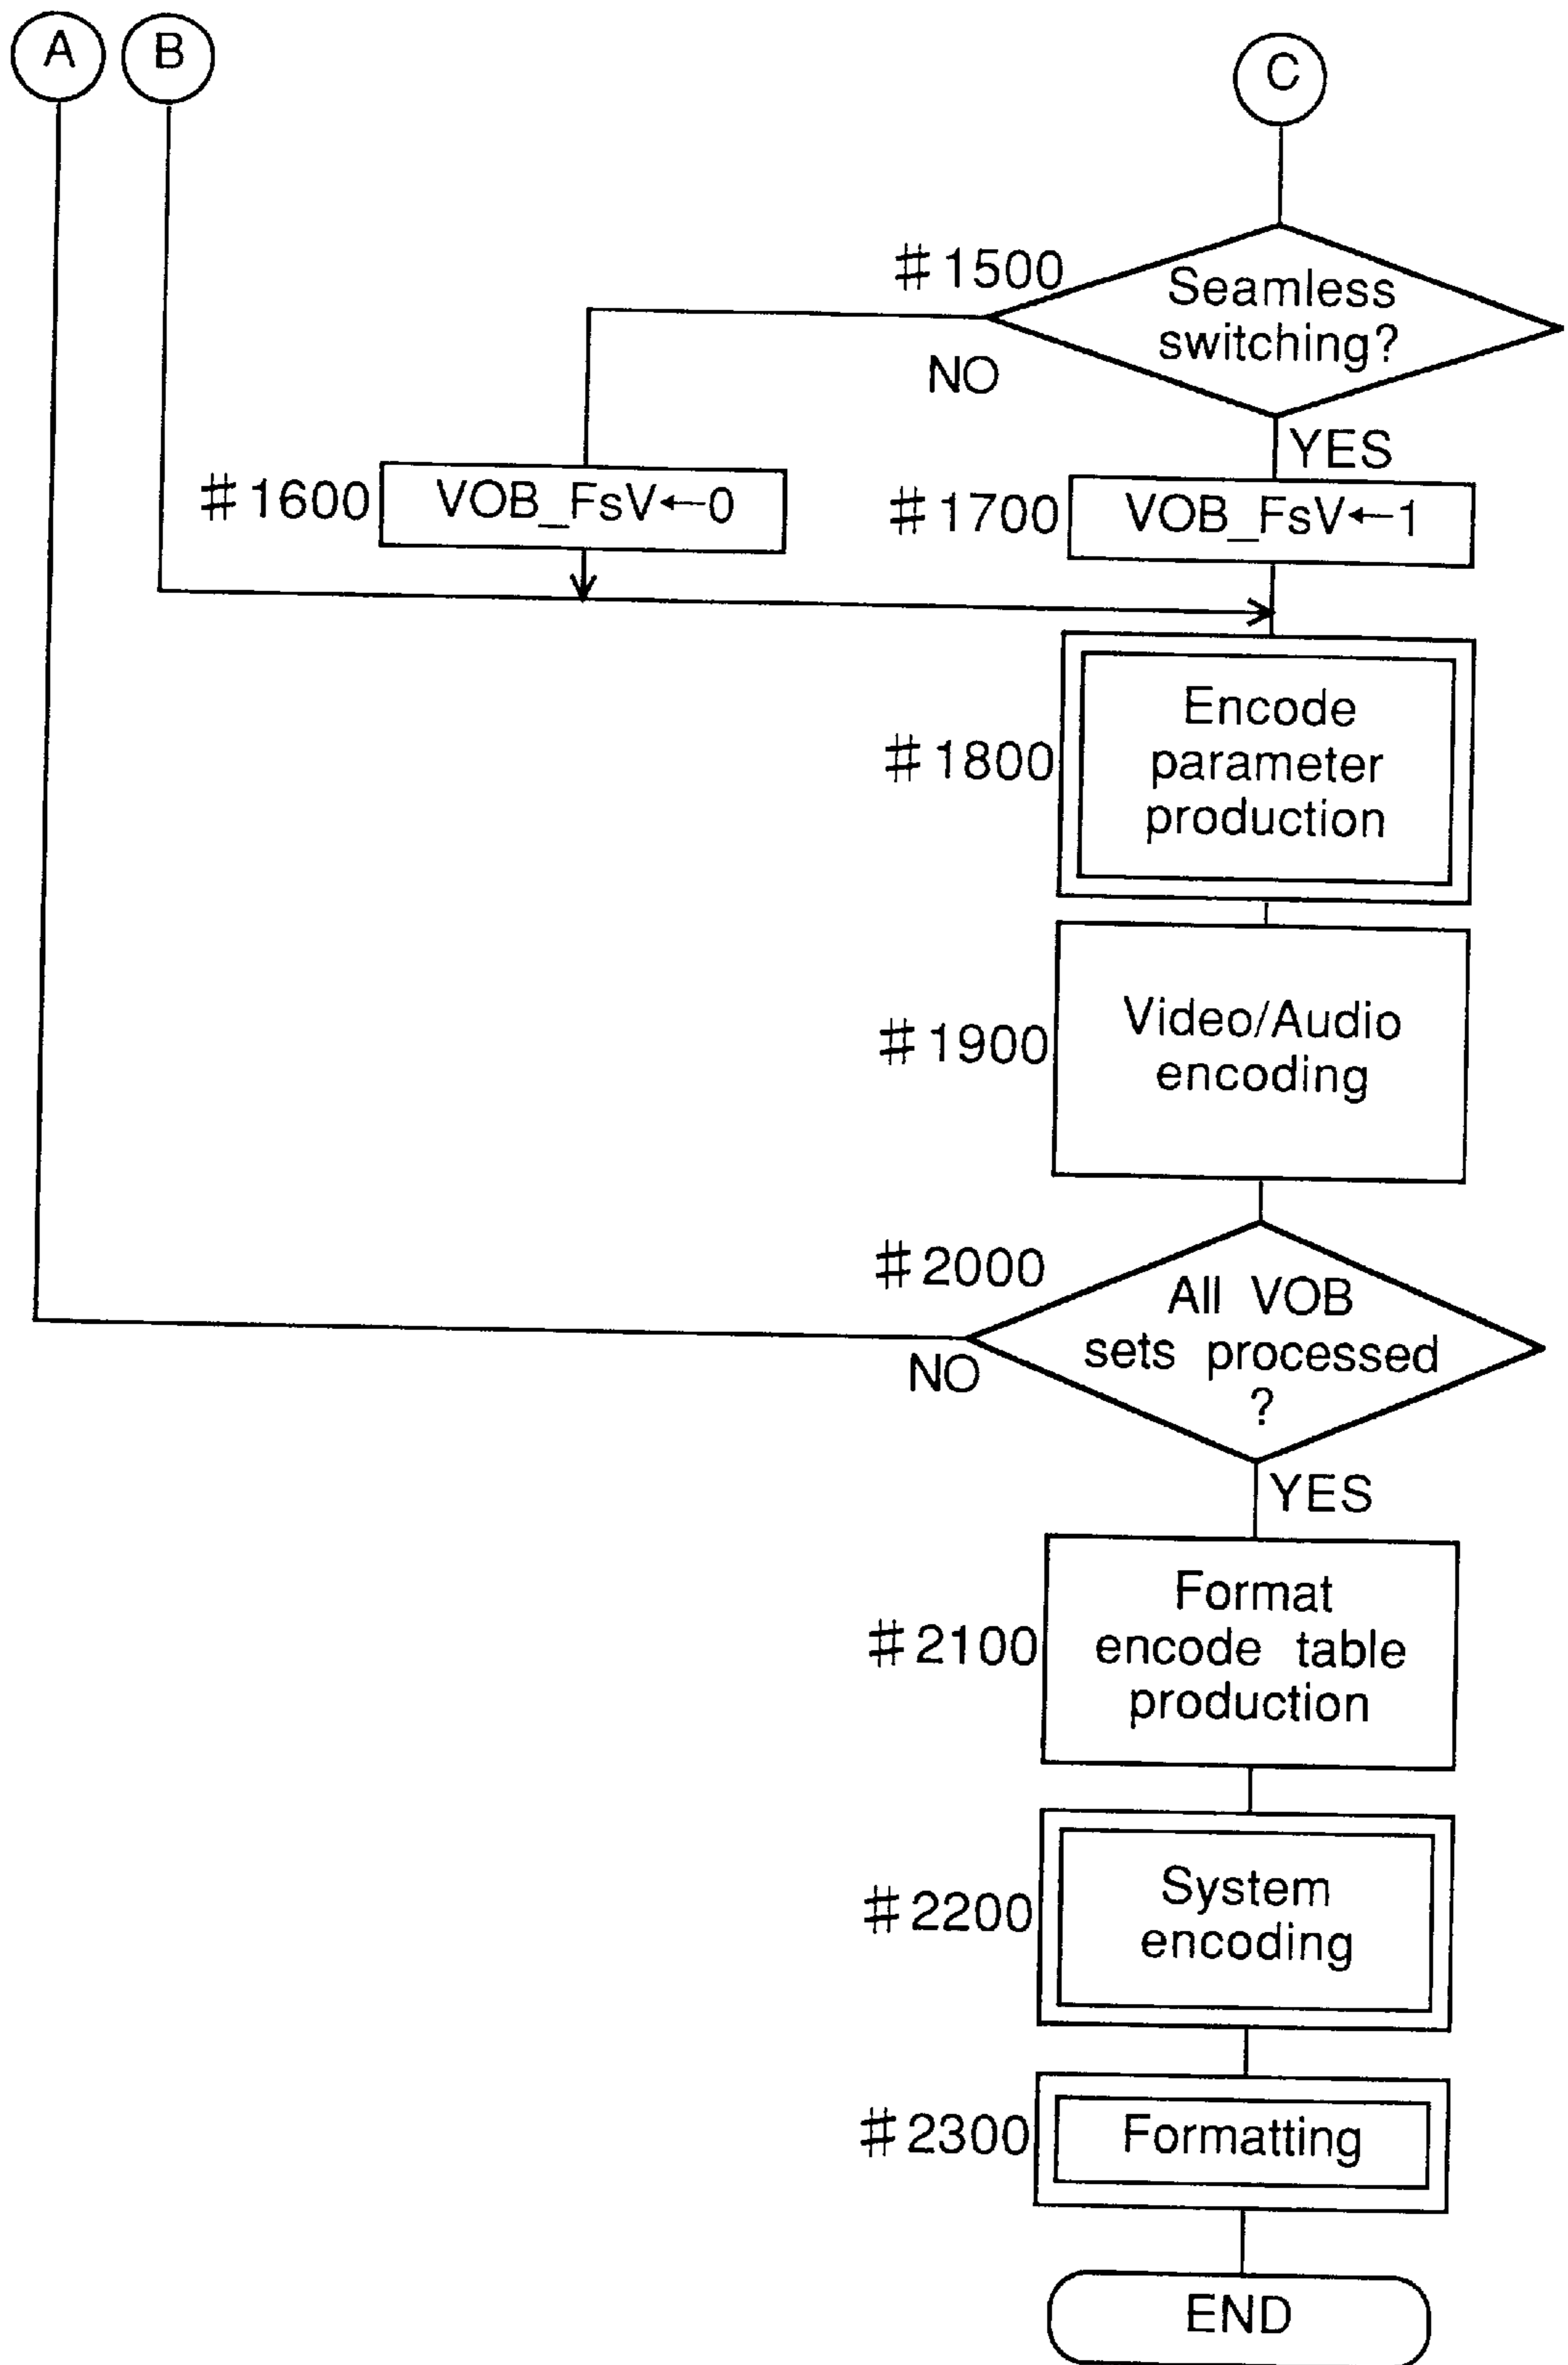 A
B
C
#1500
Seamless
switching?
NO
YES
#1600
VOB_FsV←0
#1700
VOB_FsV←1
#1800
Encode
parameter
production
#1900
Video/Audio
encoding
#2000
All VOB
sets processed
?
NO
YES
#2100
Format
encode table
production
#2200
System
encoding
#2300
Formatting
END